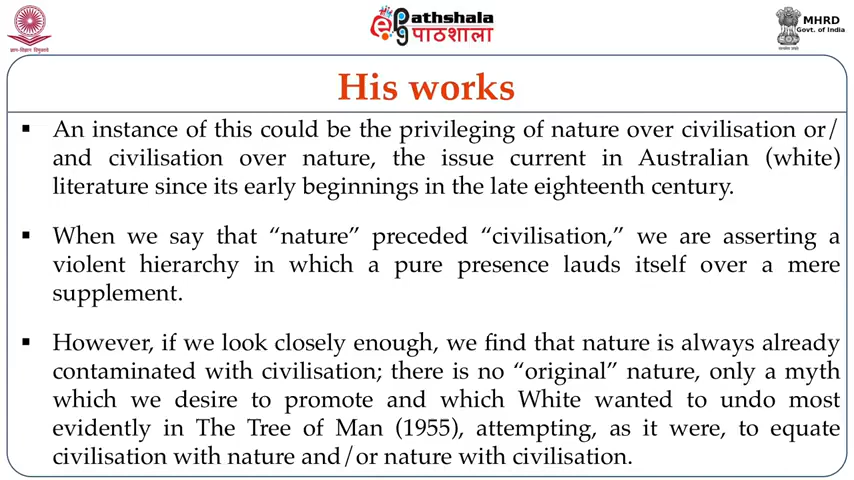 ePathshala
पाठशाला
ज्ञान-विज्ञान विमुक्तये
MHRD
Govt. of India
His works
▪ An instance of this could be the privileging of nature over civilisation or/
and civilisation over nature, the issue current in Australian (white)
literature since its early beginnings in the late eighteenth century.
▪ When we say that “nature” preceded “civilisation,” we are asserting a
violent hierarchy in which a pure presence lauds itself over a mere
supplement.
▪ However, if we look closely enough, we find that nature is always already
contaminated with civilisation; there is no “original” nature, only a myth
which we desire to promote and which White wanted to undo most
evidently in The Tree of Man (1955), attempting, as it were, to equate
civilisation with nature and/or nature with civilisation.